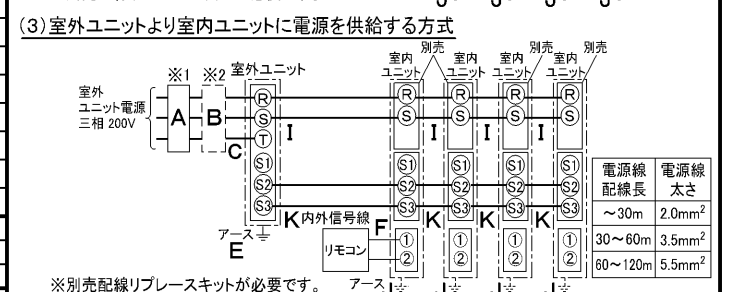 (3)室外ユニットより室内ユニットに電源を供給する方式
※1 ※2 室外ユニット
室内ユニット 別売 室内ユニット 室内ユニット 別売 室内ユニット 別売
室外
ユニット電源
三相 200V
A B C
R
S
T
S1
S2
S3
I
R R R R
S S S S
I I I
S1 S1 S1 S1
S2 S2 S2 S2
S3 S3 S3 S3
K 内外信号線 F K K K
アース
E
リモコン
① ① ① ①
② ② ② ②
アース
電源線配線長 電源線太さ
～30m 2.0mm²
30～60m 3.5mm²
60～120m 5.5mm²
※別売配線リプレースキットが必要です。